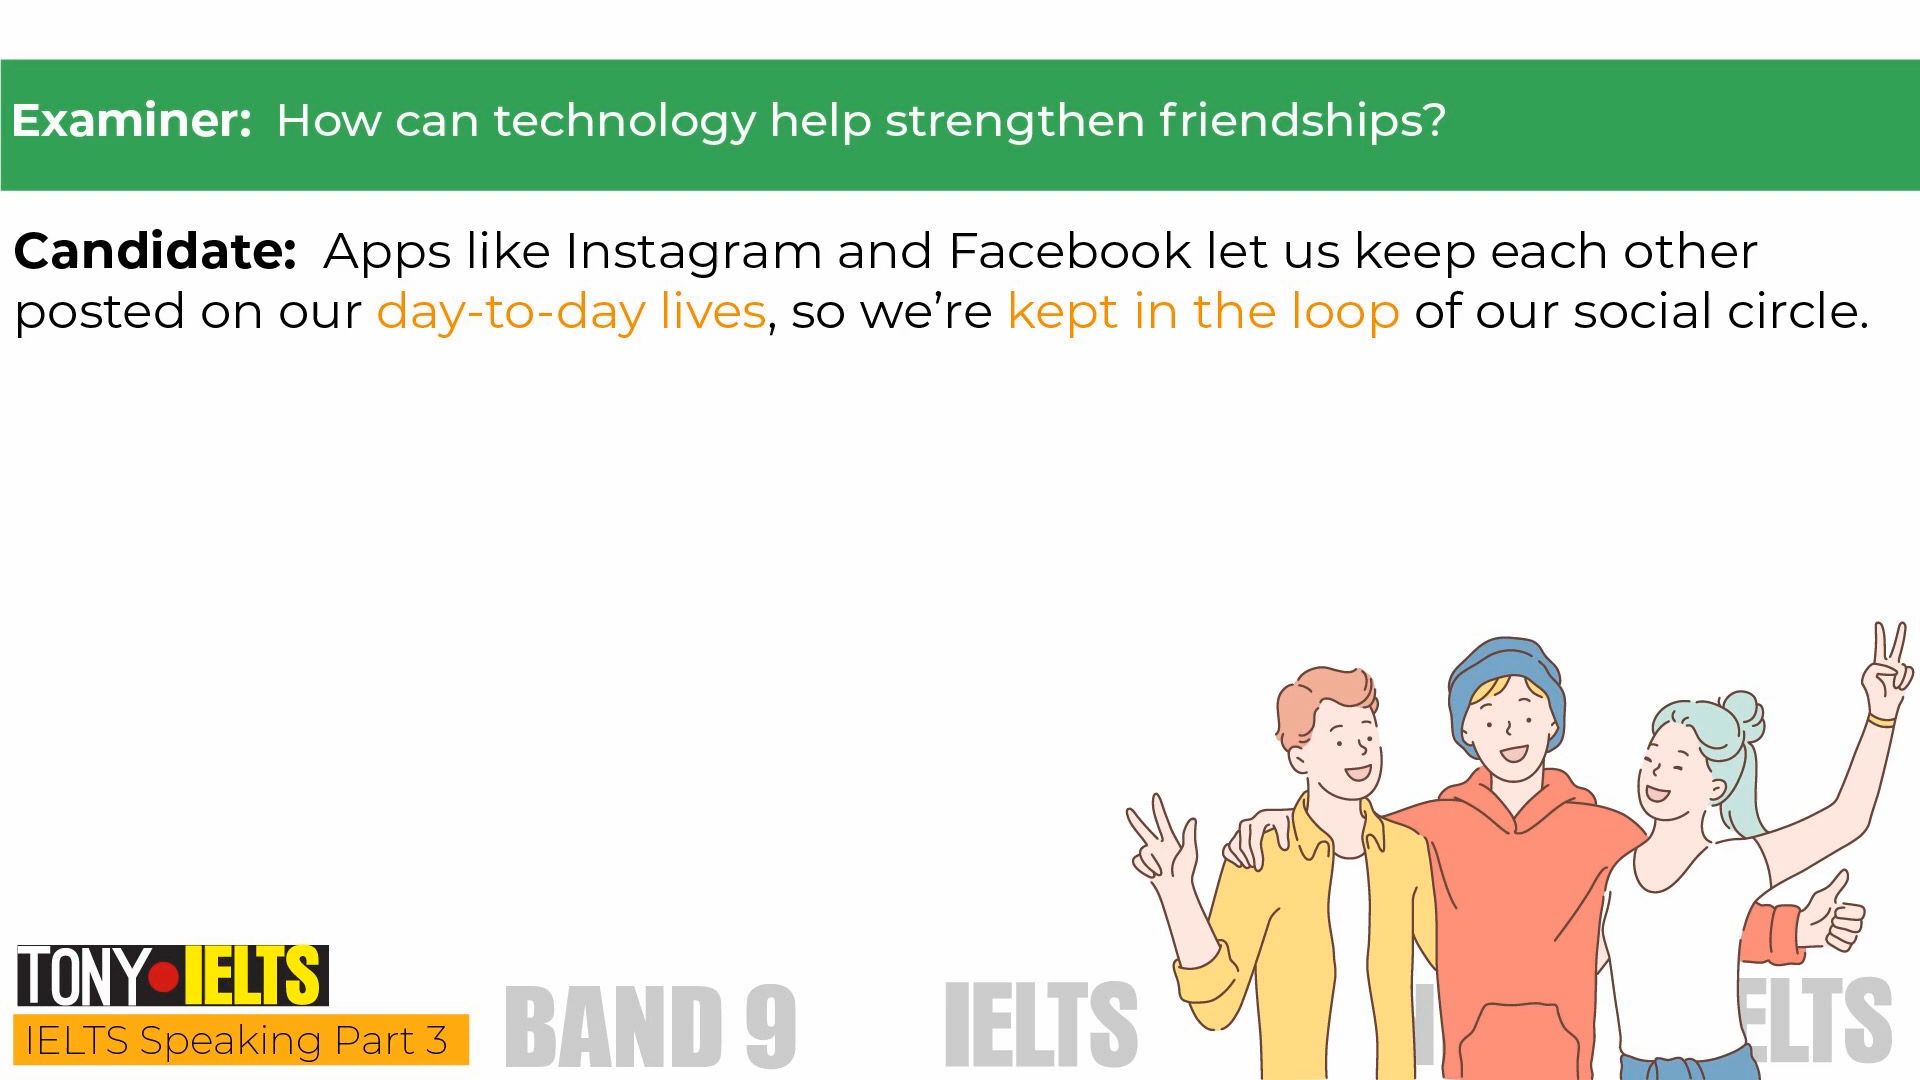 Examiner: How can technology help strengthen friendships?
Candidate: Apps like Instagram and Facebook let us keep each other
posted on our day-to-day lives, so we’re kept in the loop of our social circle.
TONY IELTS
IELTS Speaking Part 3
BAND 9
IELTS
ELTS